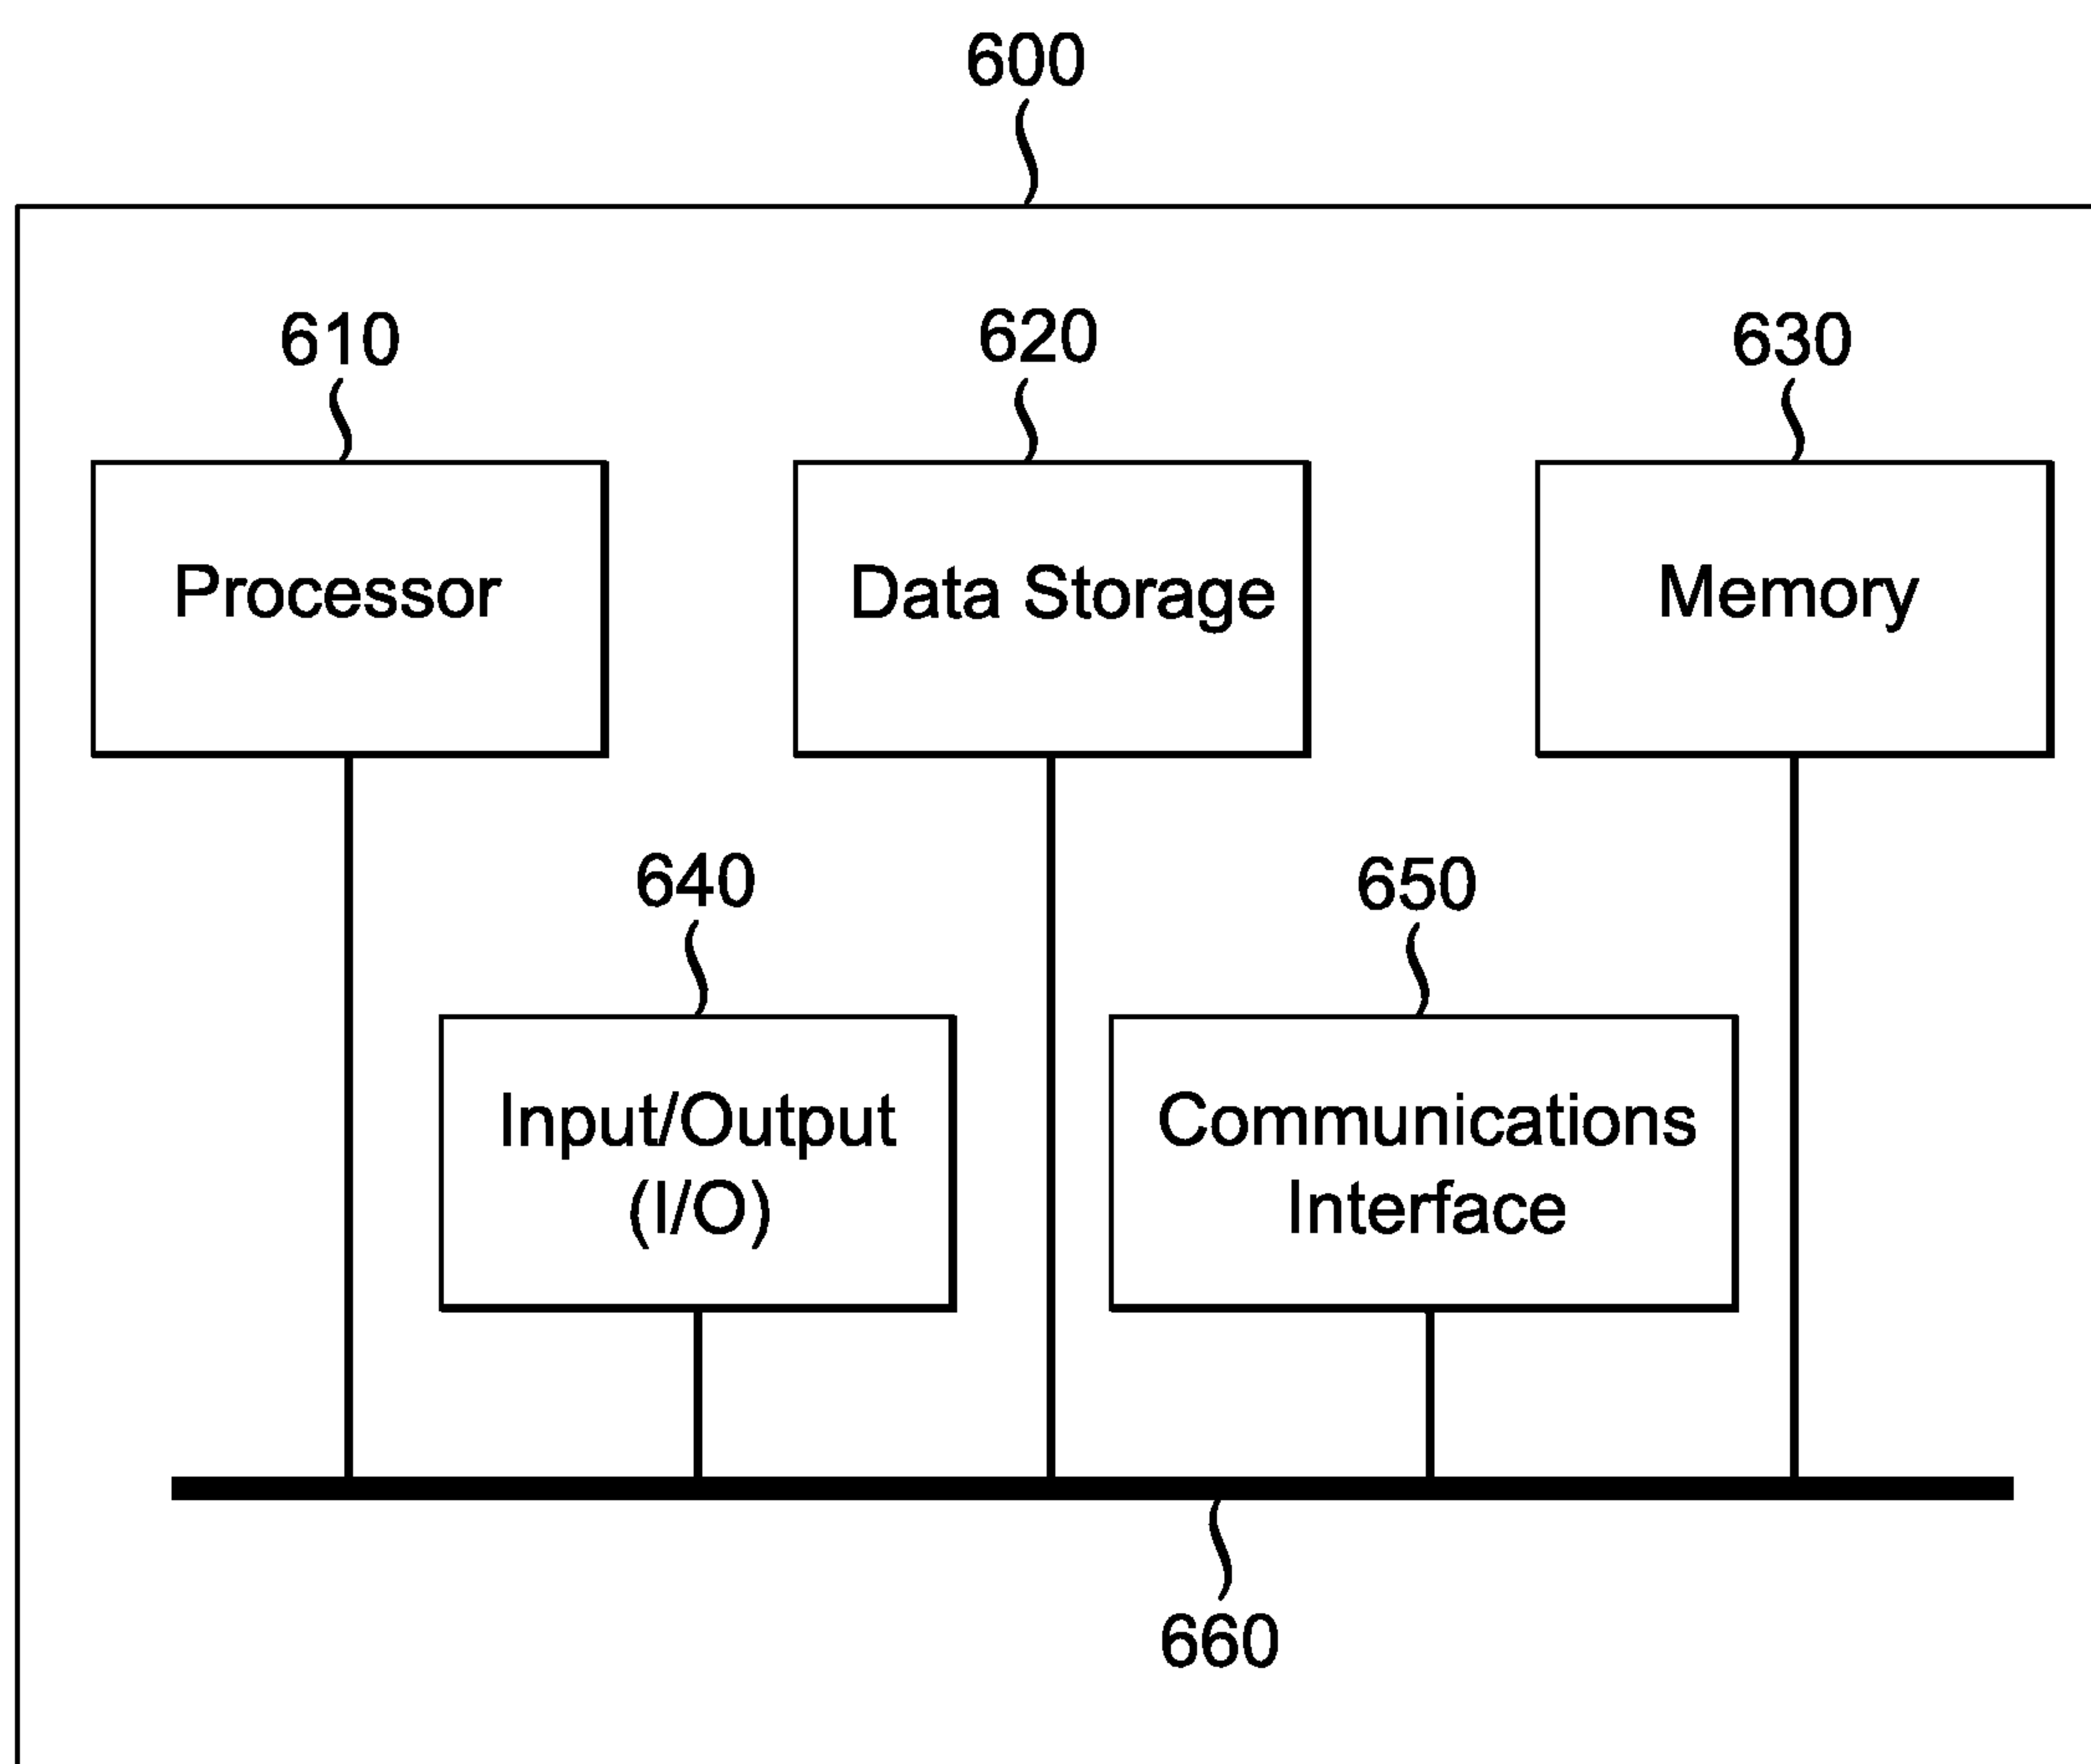 600
610
620
630
Processor
Data Storage
Memory
640
650
Input/Output
(I/O)
Communications
Interface
660